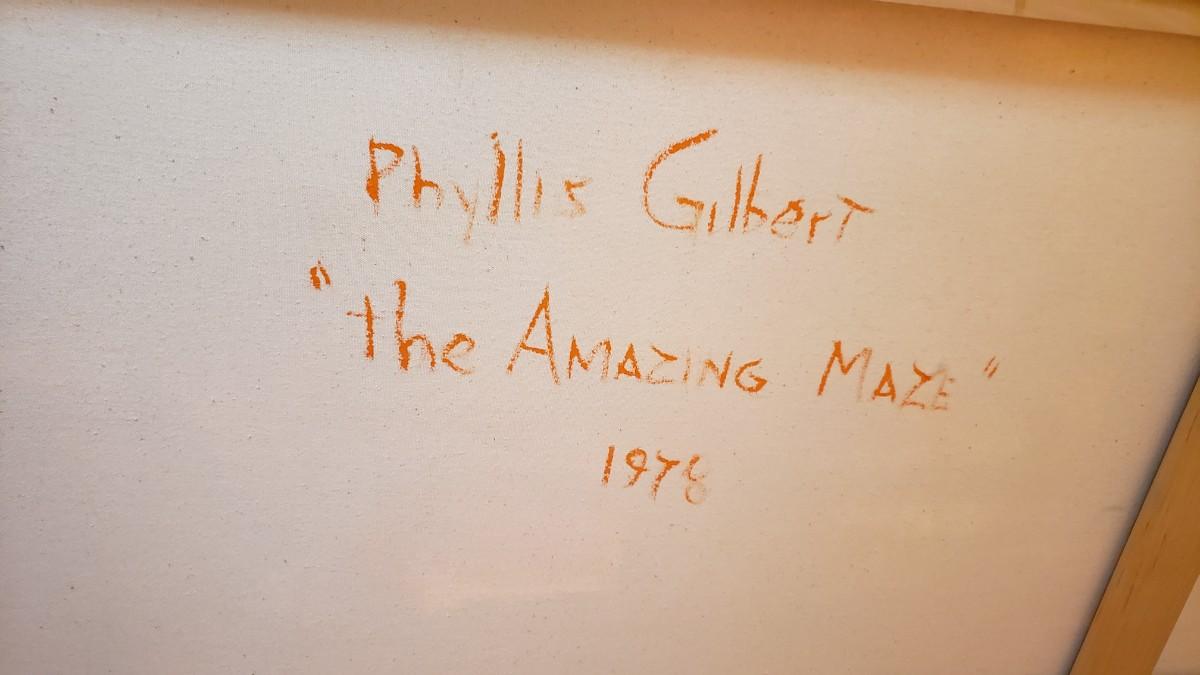 Phyllis Gilbert
"the AMAZING MAZE"
1978